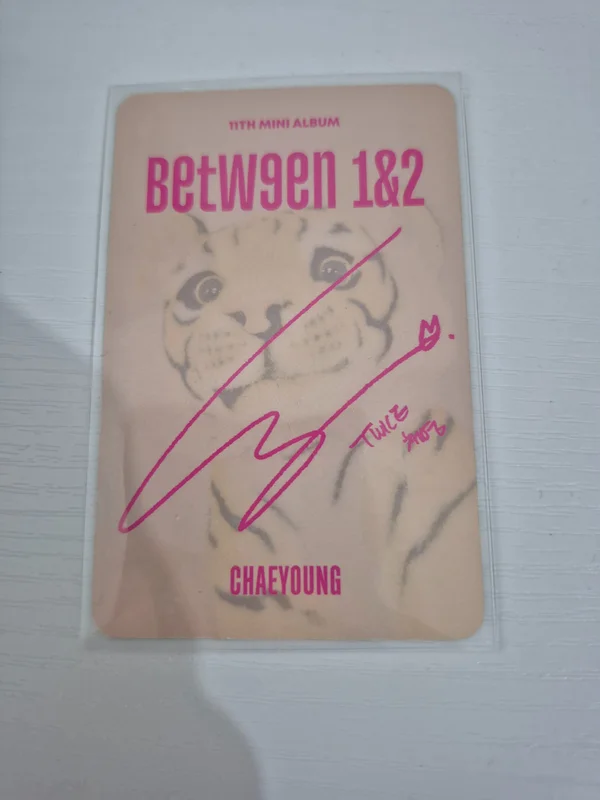 11TH MINI ALBUM
BetW9en 1&2
TWICE
채영
CHAEYOUNG